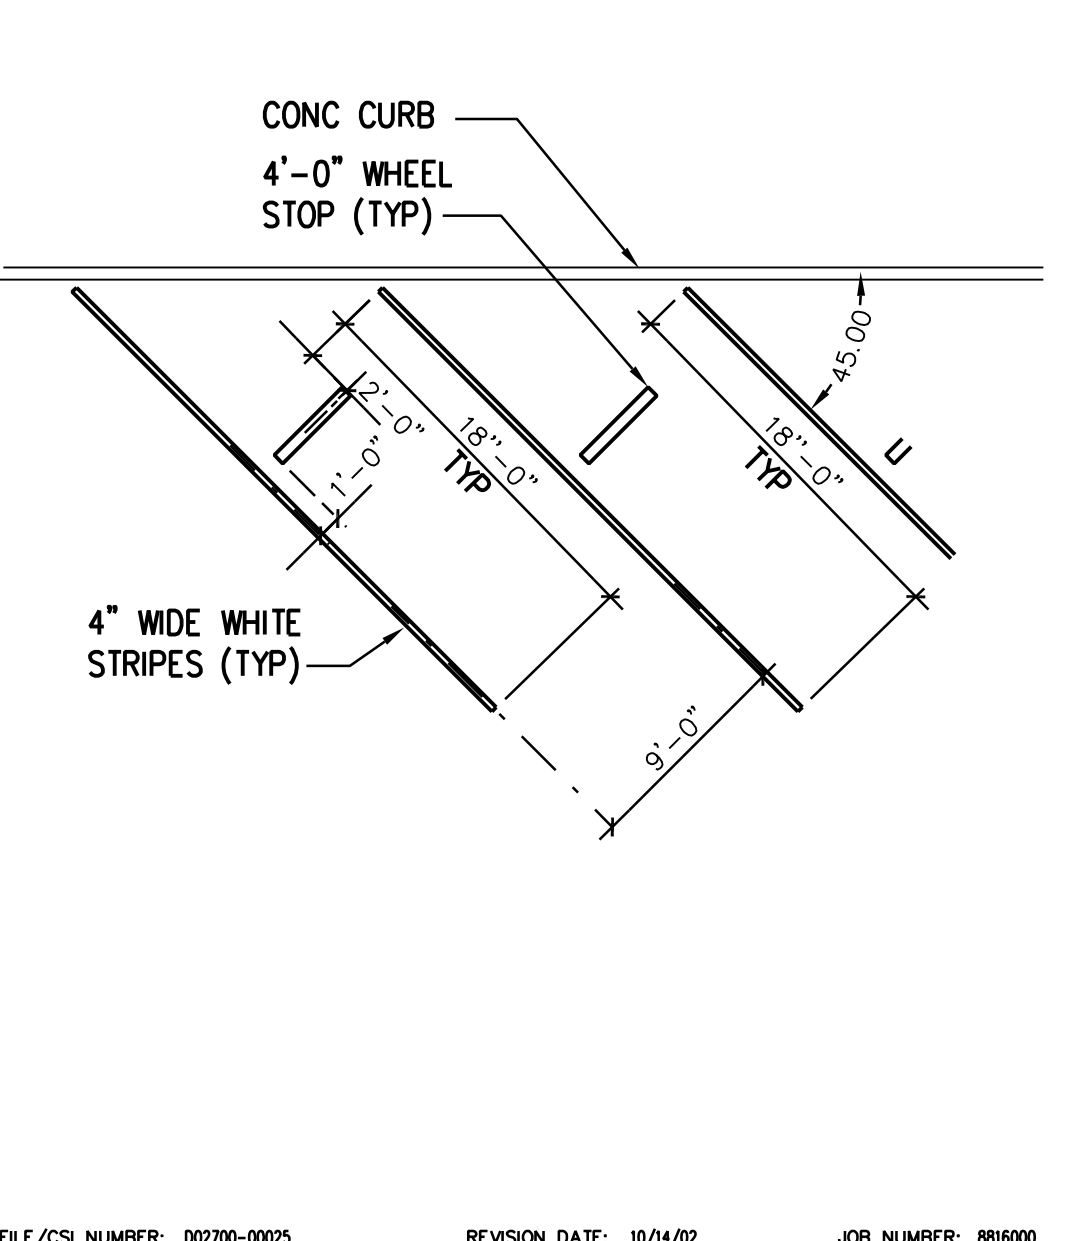 CONC CURB
4'-0" WHEEL
STOP (TYP)
45.00
2'-0"
1'-0"
18"-0"
TYP
18"-0"
TYP
U
4" WIDE WHITE
STRIPES (TYP)
9'-0"
FILE/CSL NUMBER: D02700-00025
REVISION DATE: 10/14/02
JOB NUMBER: 8816000